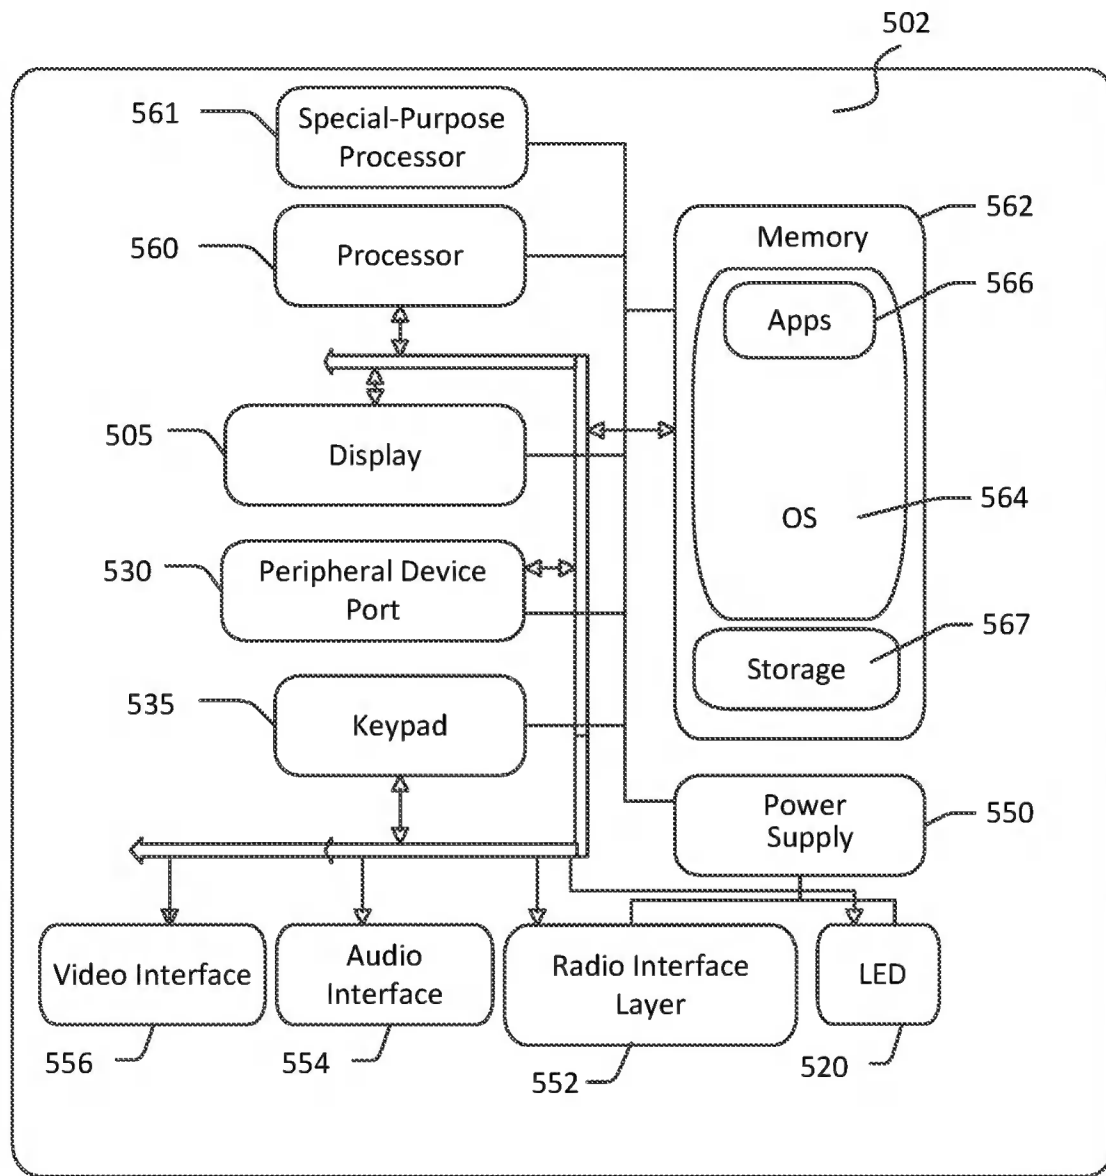 502
561
Special-Purpose
Processor
562
560
Processor
Memory
566
Apps
505
Display
564
OS
530
Peripheral Device
Port
567
Storage
535
Keypad
550
Power
Supply
Video Interface
Audio
Interface
Radio Interface
Layer
LED
556
554
552
520